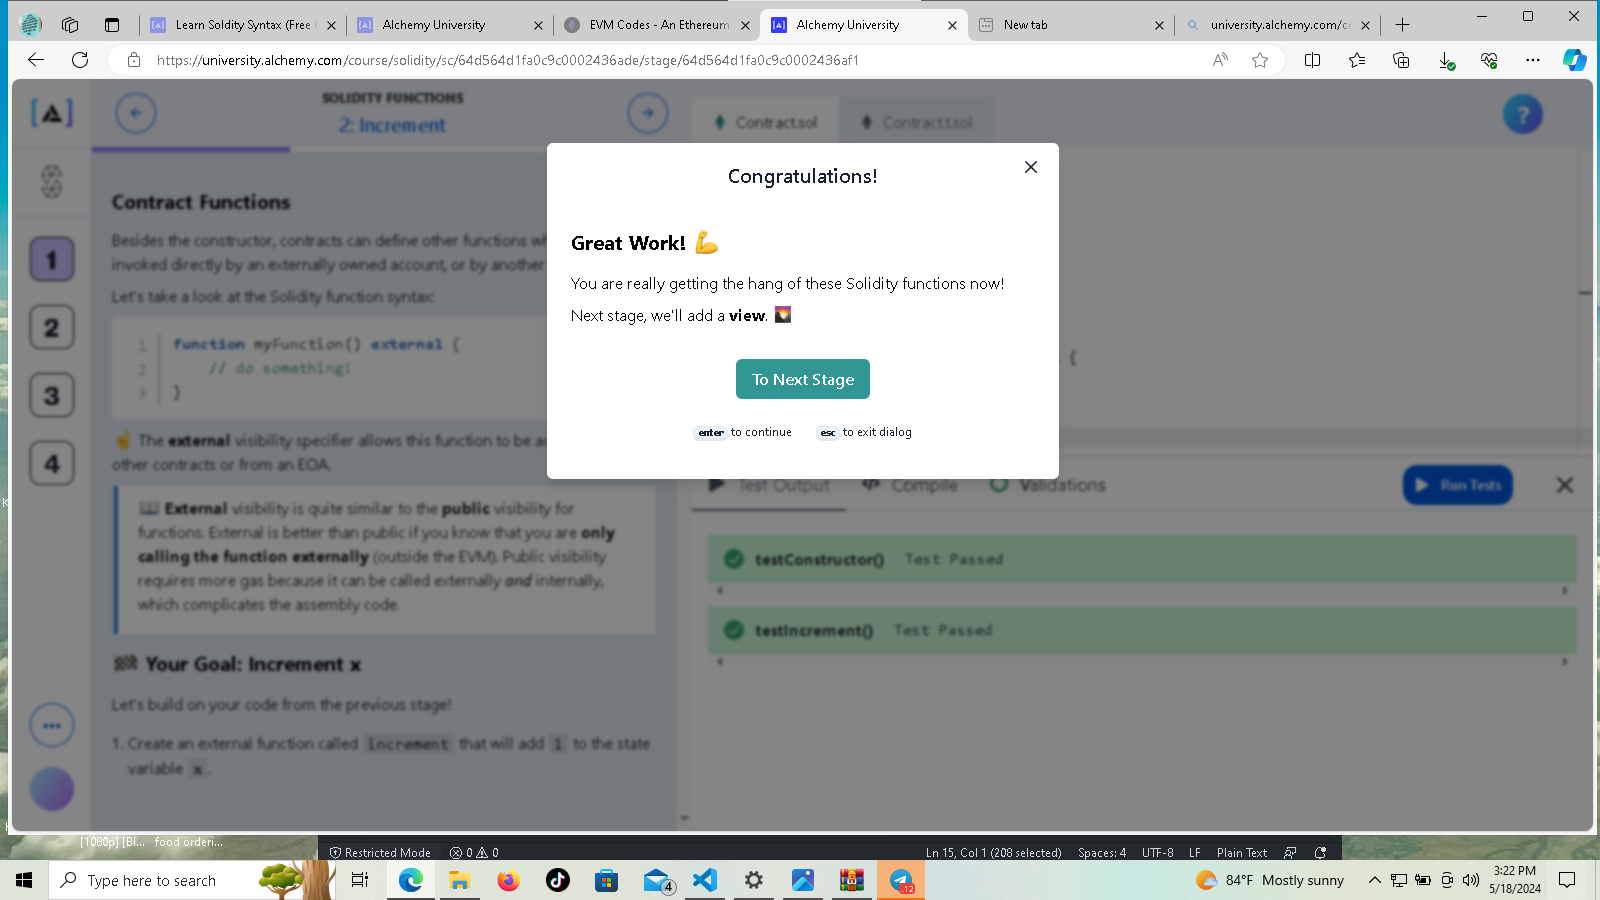 Learn Soldity Syntax (Free
Alchemy University
EVM Codes - An Ethereum
Alchemy University
New tab
university.alchemy.com/cc
https://university.alchemy.com/course/solidity/sc/64d564d1fa0c9c0002436ade/stage/64d564d1fa0c9c0002436af1
SOLIDITY FUNCTIONS
2: Increment
Contract.sol
Contract.t.sol
?
Contract Functions
Besides the constructor, contracts can define other functions
invoked directly by an externally owned account, or by another
Let's take a look at the Solidity function syntax:
1 function myFunction() external {
2 // do something!
3 }
☝ The external visibility specifier allows this function to be
other contracts or from an EOA.
📖 External visibility is quite similar to the public visibility for
functions. External is better than public if you know that you are only
calling the function externally (outside the EVM). Public visibility
requires more gas because it can be called externally and internally,
which complicates the assembly code.
🏁 Your Goal: Increment x
Let's build on your code from the previous stage!
1. Create an external function called increment that will add 1 to the state
variable x.
1
2
3
4
Congratulations!
Great Work! 💪
You are really getting the hang of these Solidity functions now!
Next stage, we'll add a view. 🌄
To Next Stage
enter to continue esc to exit dialog
{
Test Output
Compile
Validations
Run Tests
testConstructor() Test Passed
testIncrement() Test Passed
[1080p] [Bl... food orderi...
Restricted Mode 0 0
Ln 15, Col 1 (208 selected) Spaces: 4 UTF-8 LF Plain Text
Type here to search
4
12
84°F Mostly sunny
3:22 PM
5/18/2024